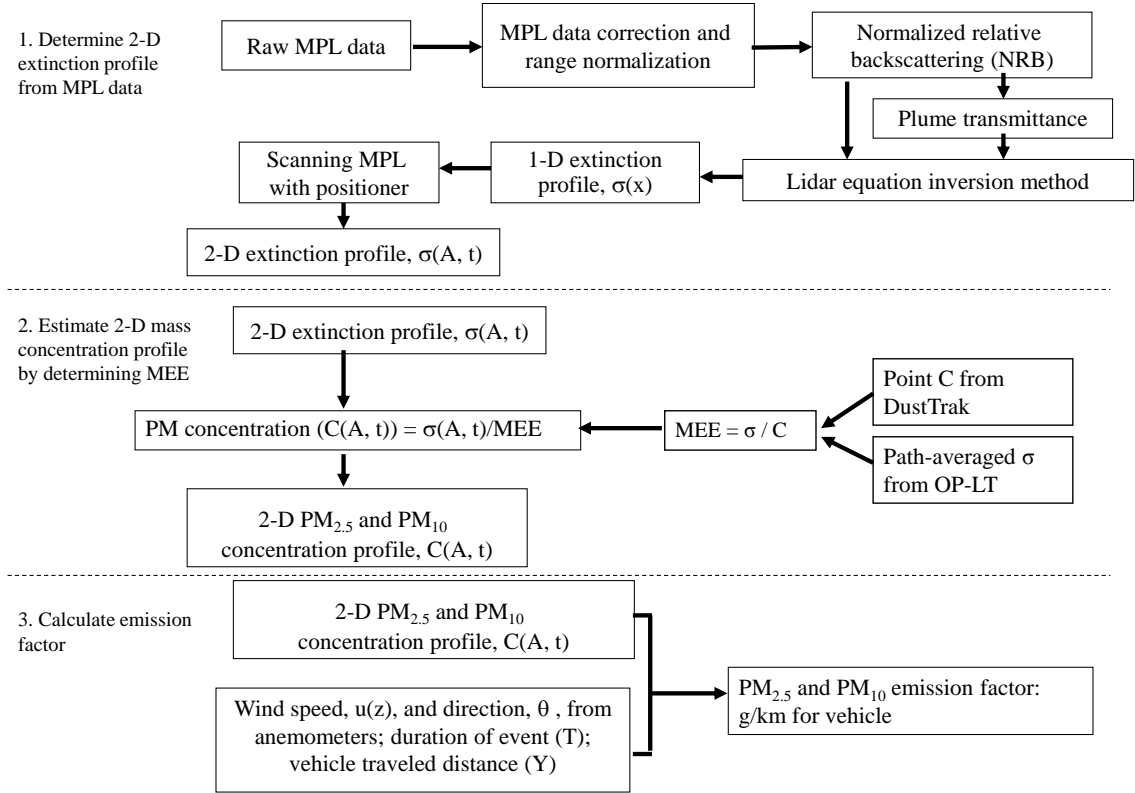 1. Determine 2-D
extinction profile
from MPL data
Raw MPL data
MPL data correction and
range normalization
Normalized relative
backscattering (NRB)
Plume transmittance
Lidar equation inversion method
1-D extinction
profile, σ(x)
Scanning MPL
with positioner
2-D extinction profile, σ(A, t)
2. Estimate 2-D mass
concentration profile
by determining MEE
2-D extinction profile, σ(A, t)
Point C from
DustTrak
PM concentration (C(A, t)) = σ(A, t)/MEE
MEE = σ / C
Path-averaged σ
from OP-LT
2-D PM2.5 and PM10
concentration profile, C(A, t)
3. Calculate emission
factor
2-D PM2.5 and PM10
concentration profile, C(A, t)
Wind speed, u(z), and direction, θ , from
anemometers; duration of event (T);
vehicle traveled distance (Y)
PM2.5 and PM10 emission factor:
g/km for vehicle